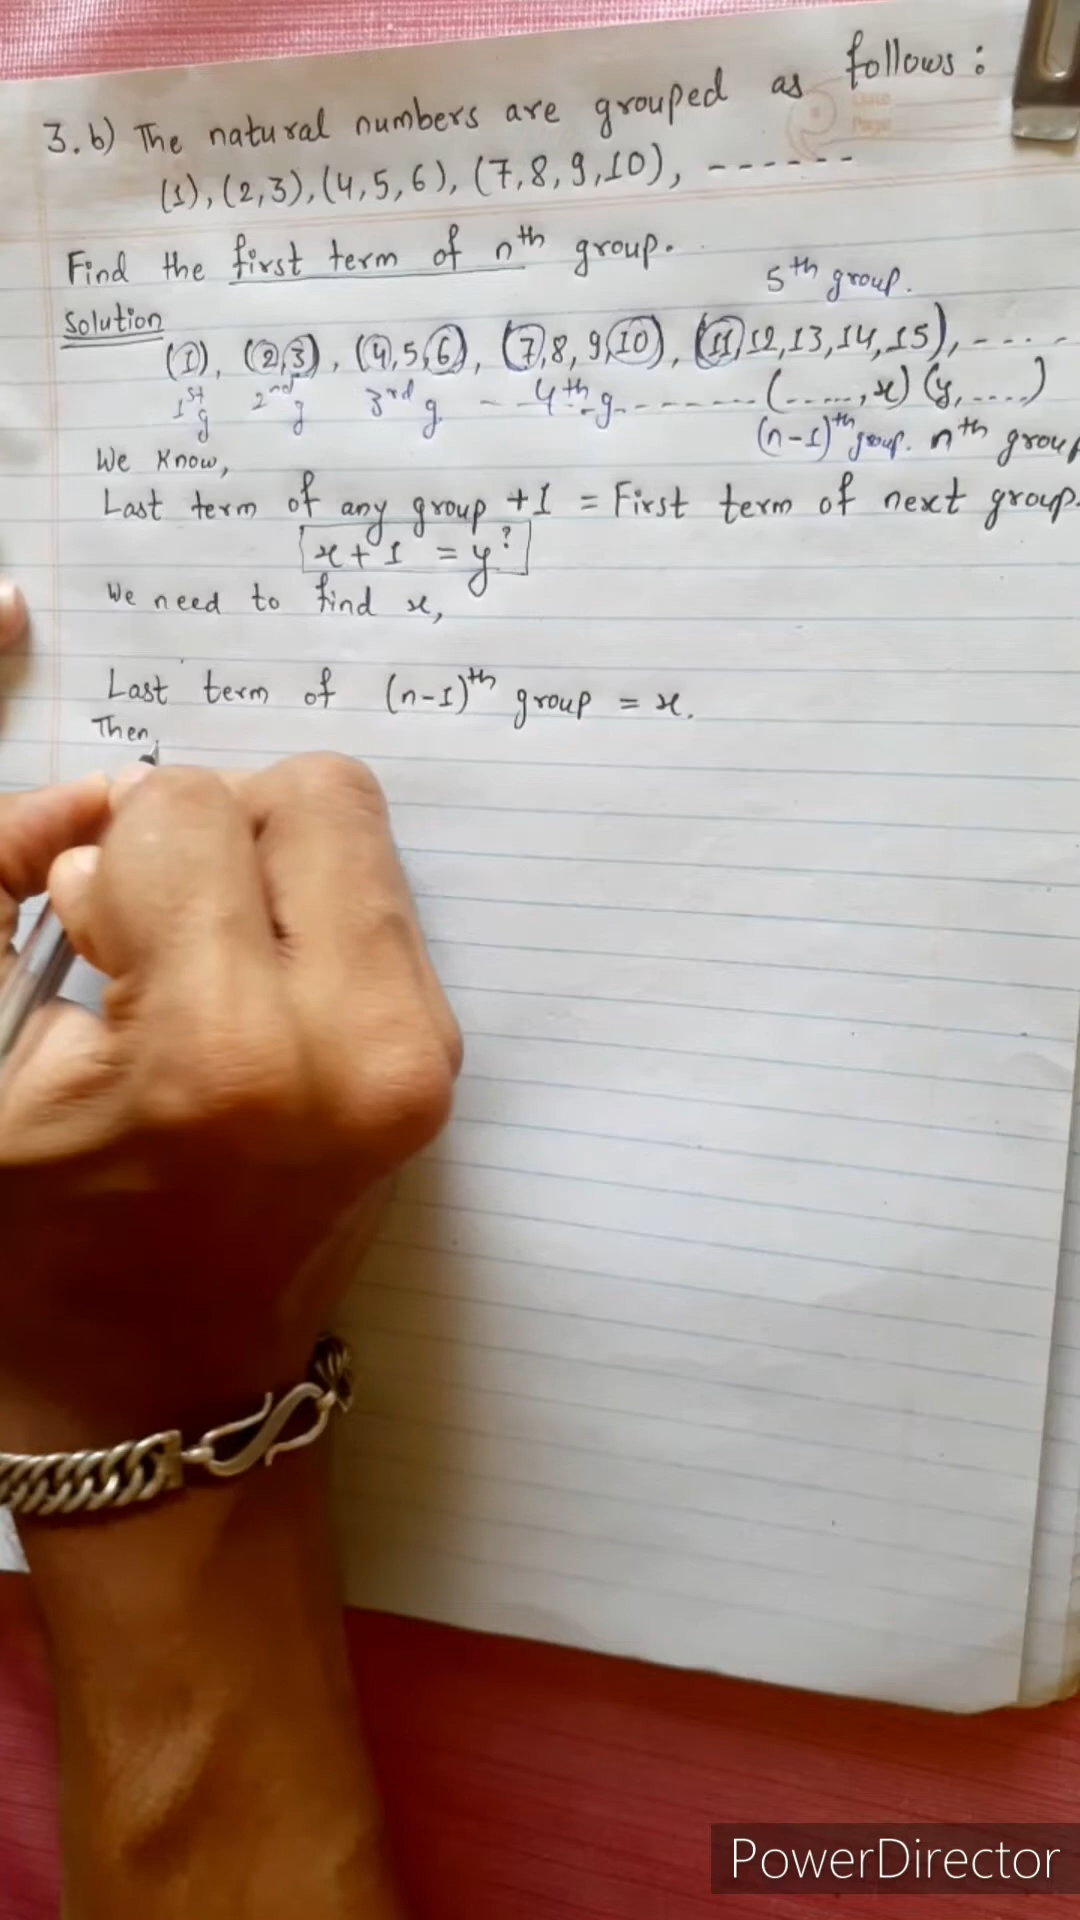 3. b) The natural numbers are grouped as follows :
(1), (2,3), (4,5,6), (7,8,9,10), ------
Find the first term of nth group.
5th group.
Solution
(1), (2,3), (4,5,6), (7,8,9,10), (11,12,13,14,15), -----
1st g 2nd g 3rd g -- 4th g. ------- (-----, x) (y, ----)
(n-1)th group. nth group
We Know,
Last term of any group +1 = First term of next group.
x + 1 = y?
We need to find x,
Last term of (n-1)th group = x.
Then,
PowerDirector